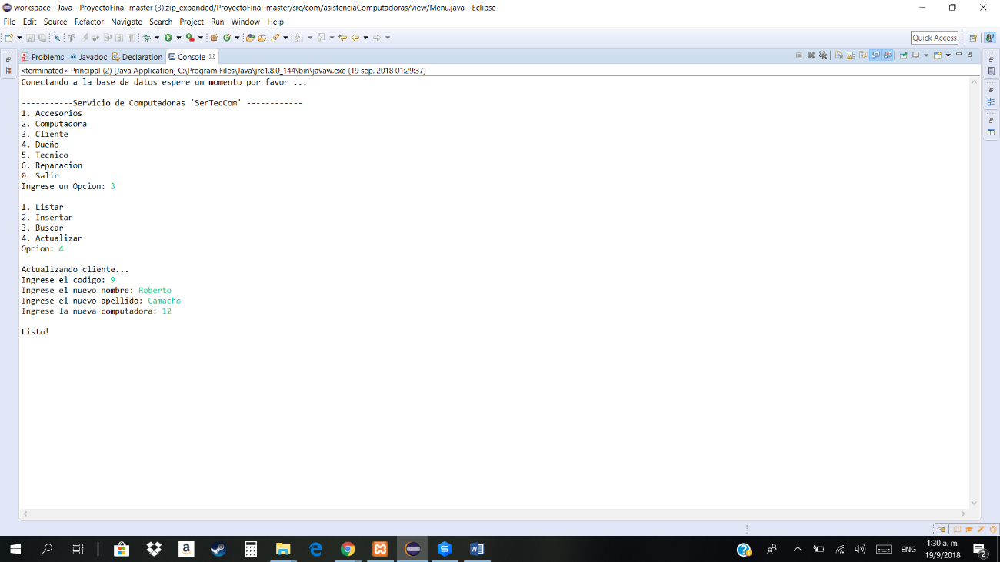 workspace - Java - ProyectoFinal-master (3).zip_expanded/ProyectoFinal-master/src/com/asistenciaComputadoras/view/Menu.java - Eclipse
File Edit Source Refactor Navigate Search Project Run Window Help
Quick Access
Problems Javadoc Declaration Console
<terminated> Principal (2) [Java Application] C:\Program Files\Java\jre1.8.0_144\bin\javaw.exe (19 sep. 2018 01:29:37)
Conectando a la base de datos espere un momento por favor ...
-----------Servicio de Computadoras 'SerTecCom' ------------
1. Accesorios
2. Computadora
3. Cliente
4. Dueño
5. Tecnico
6. Reparacion
0. Salir
Ingrese un Opcion: 3
1. Listar
2. Insertar
3. Buscar
4. Actualizar
Opcion: 4
Actualizando cliente...
Ingrese el codigo: 9
Ingrese el nuevo nombre: Roberto
Ingrese el nuevo apellido: Camacho
Ingrese la nueva computadora: 12
Listo!
ENG
1:30 a. m.
19/9/2018
2